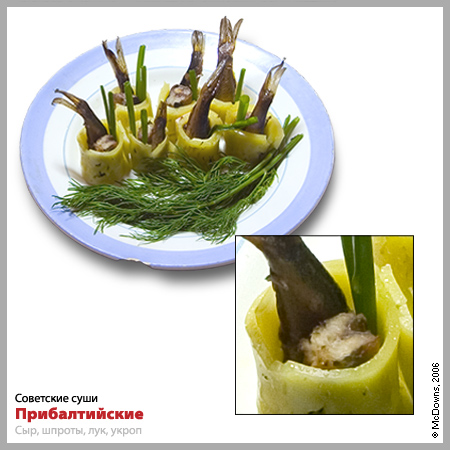 Советские суши
Прибалтийские
Сыр, шпроты, лук, укроп
® McDowns, 2006